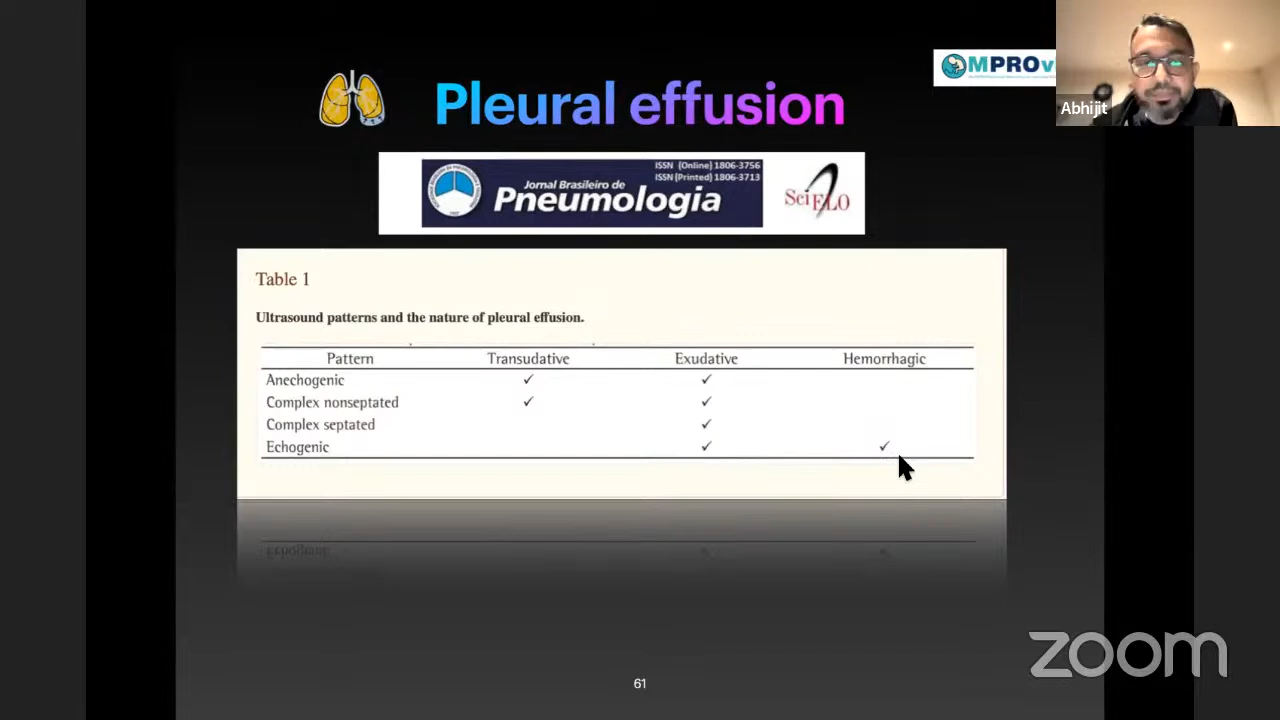 Pleural effusion
MPROv
Abhijit
ISSN (Online) 1806-3756
ISSN (Printed) 1806-3713
Jornal Brasileiro de
Pneumologia
SciELO
Table 1
Ultrasound patterns and the nature of pleural effusion.
Pattern Transudative Exudative Hemorrhagic
Anechogenic ✓ ✓
Complex nonseptated ✓ ✓
Complex septated ✓
Echogenic ✓ ✓
zoom
61